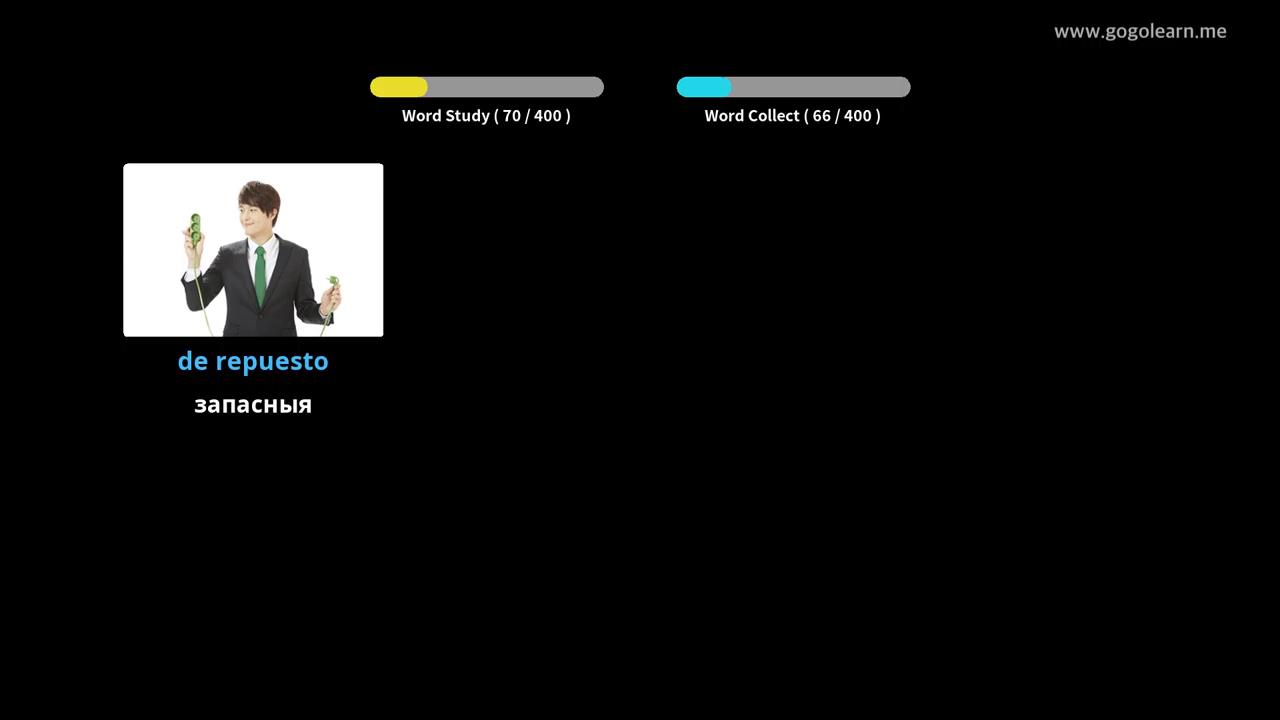 www.gogolearn.me
Word Study ( 70 / 400 )
Word Collect ( 66 / 400 )
de repuesto
запасныя